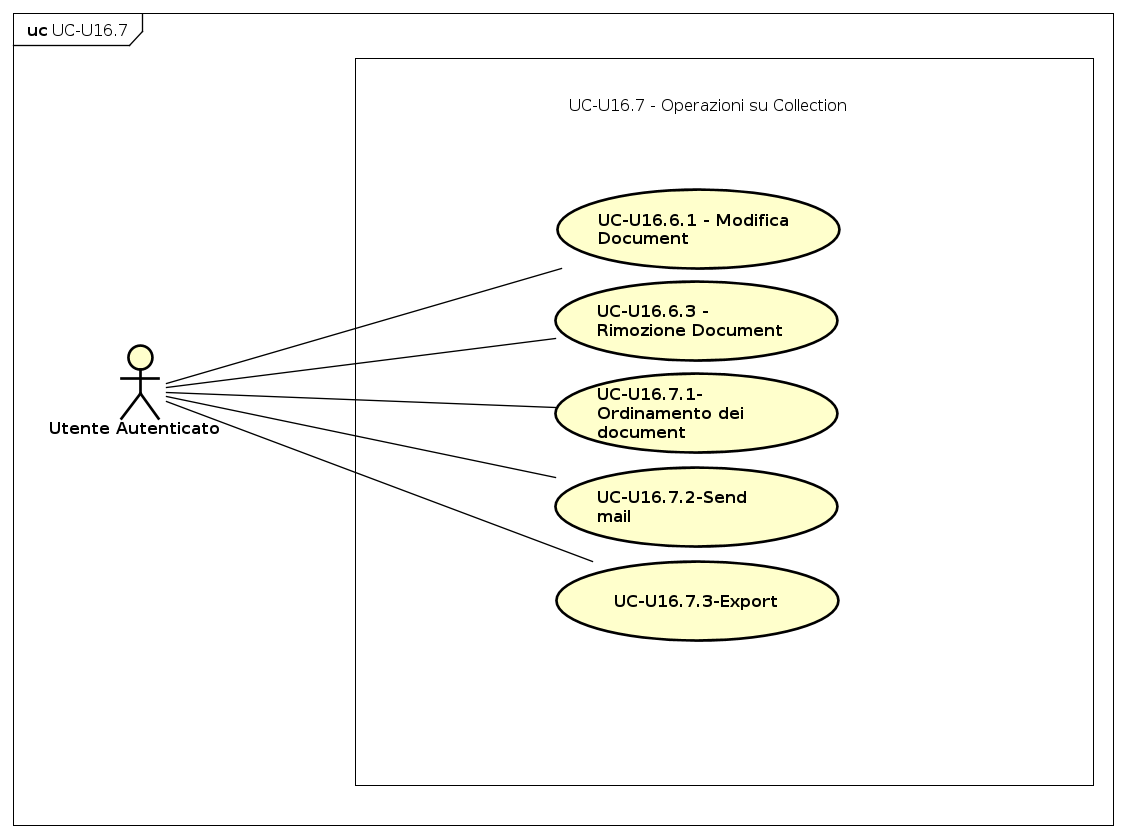 uc UC-U16.7
UC-U16.7 - Operazioni su Collection
UC-U16.6.1 - Modifica
Document
UC-U16.6.3 -
Rimozione Document
UC-U16.7.1-
Ordinamento dei
document
Utente Autenticato
UC-U16.7.2-Send
mail
UC-U16.7.3-Export